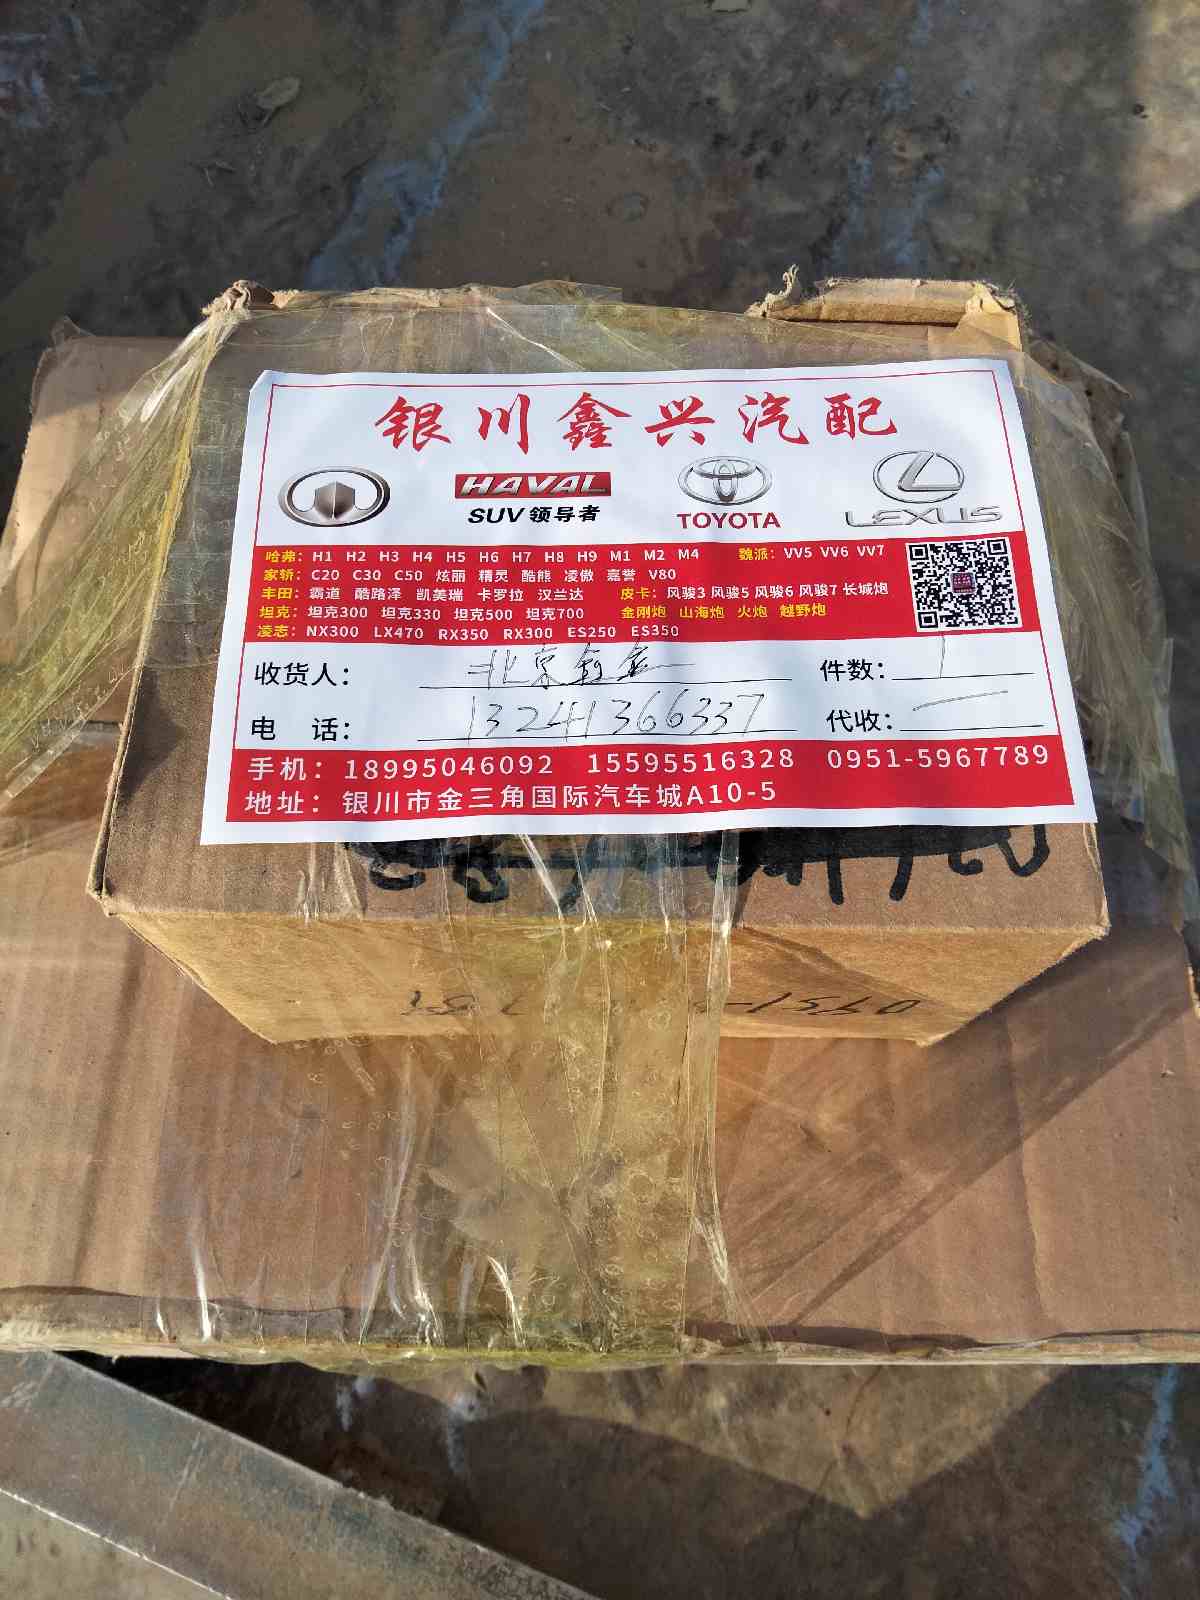 银川鑫兴汽配
HAVAL
SUV 领导者
TOYOTA
LEXUS
哈弗： H1 H2 H3 H4 H5 H6 H7 H8 H9 M1 M2 M4 魏派： VV5 VV6 VV7
家轿： C20 C30 C50 炫丽 精灵 酷熊 凌傲 嘉誉 V80
丰田： 霸道 酷路泽 凯美瑞 卡罗拉 汉兰达 皮卡： 风骏3 风骏5 风骏6 风骏7 长城炮
坦克： 坦克300 坦克330 坦克500 坦克700 金刚炮 山海炮 火炮 越野炮
凌志： NX300 LX470 RX350 RX300 ES250 ES350
收货人： 北京鑫 件数： 1
电 话： 13241366337 代收： 一
手机： 18995046092 15595516328 0951-5967789
地址： 银川市金三角国际汽车城A10-5